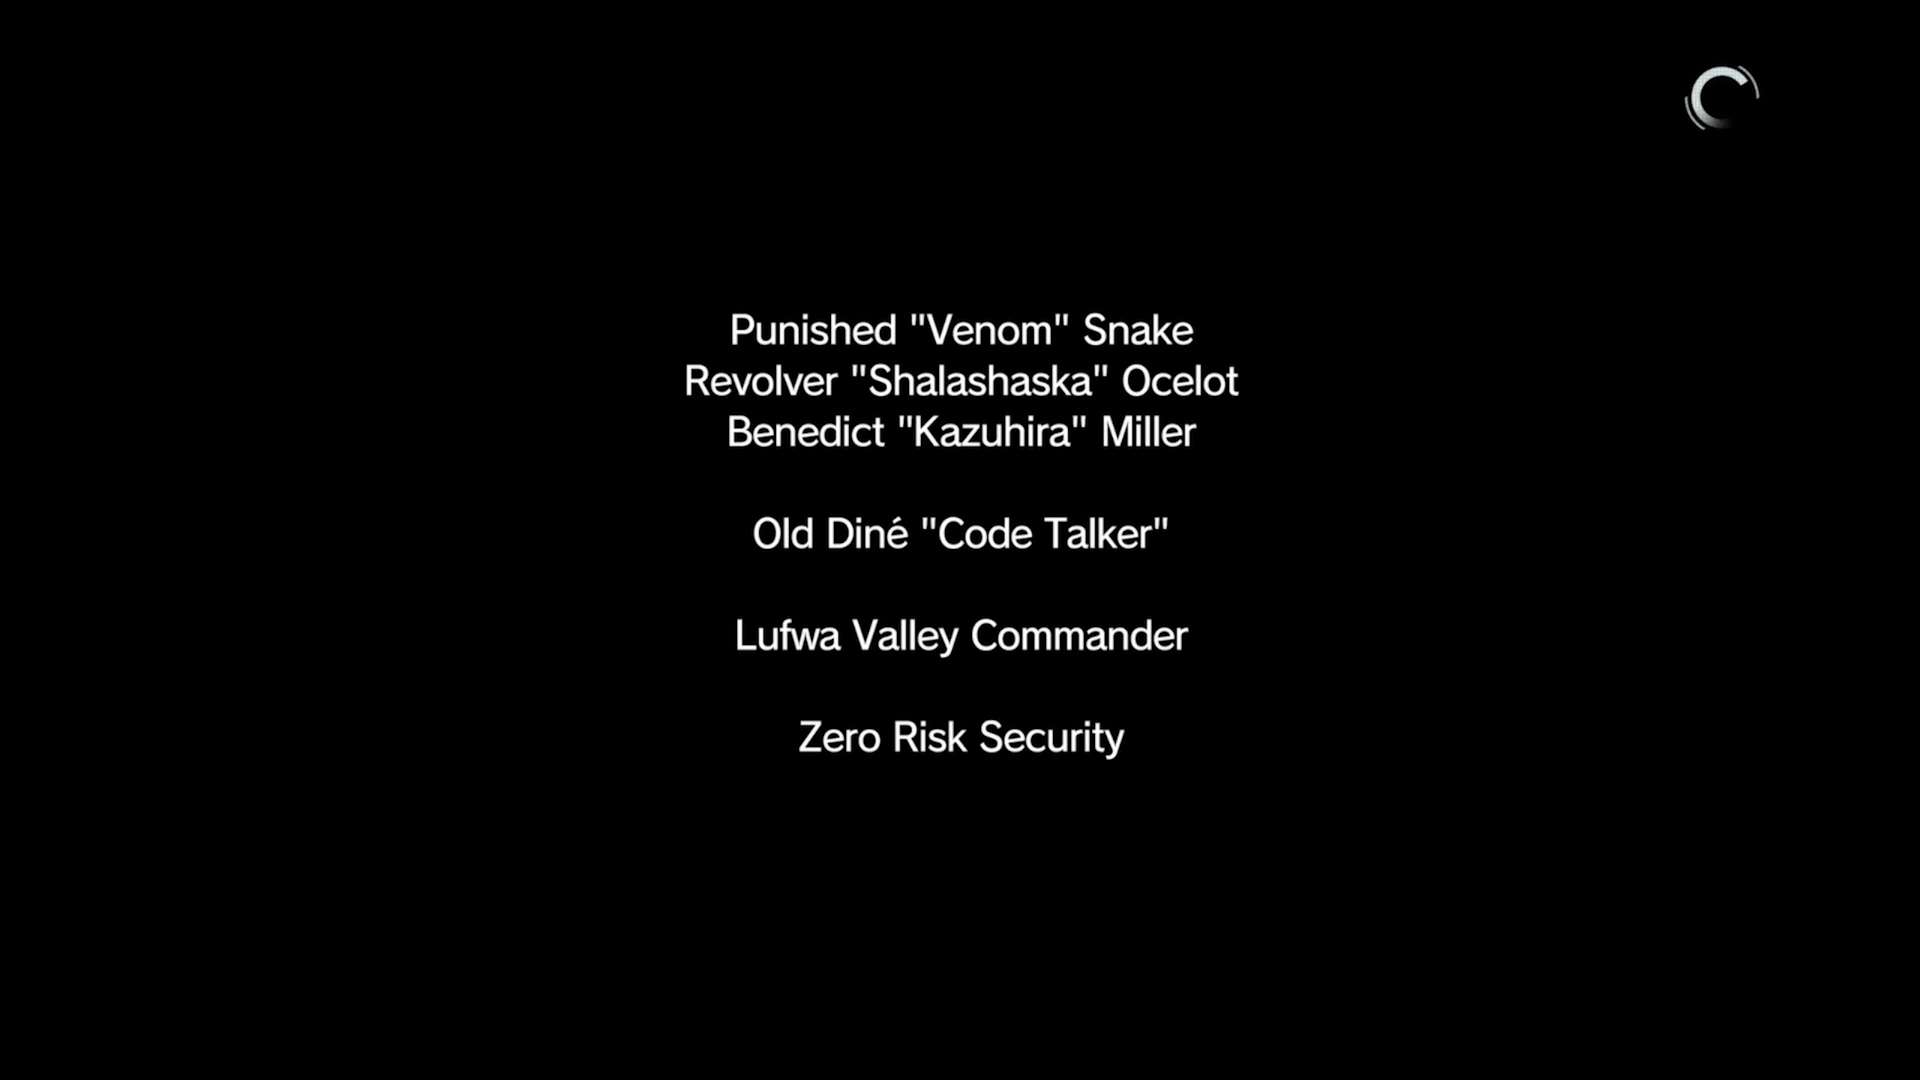 Punished "Venom" Snake
Revolver "Shalashaska" Ocelot
Benedict "Kazuhira" Miller
Old Diné "Code Talker"
Lufwa Valley Commander
Zero Risk Security